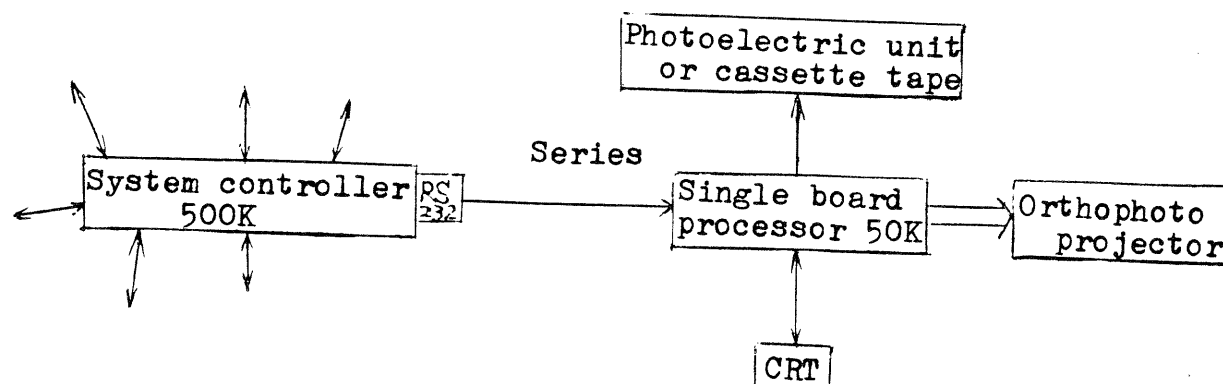 Photoelectric unit
or cassette tape
Series
System controller
500K
RS
232
Single board
processor 50K
Orthophoto
projector
CRT